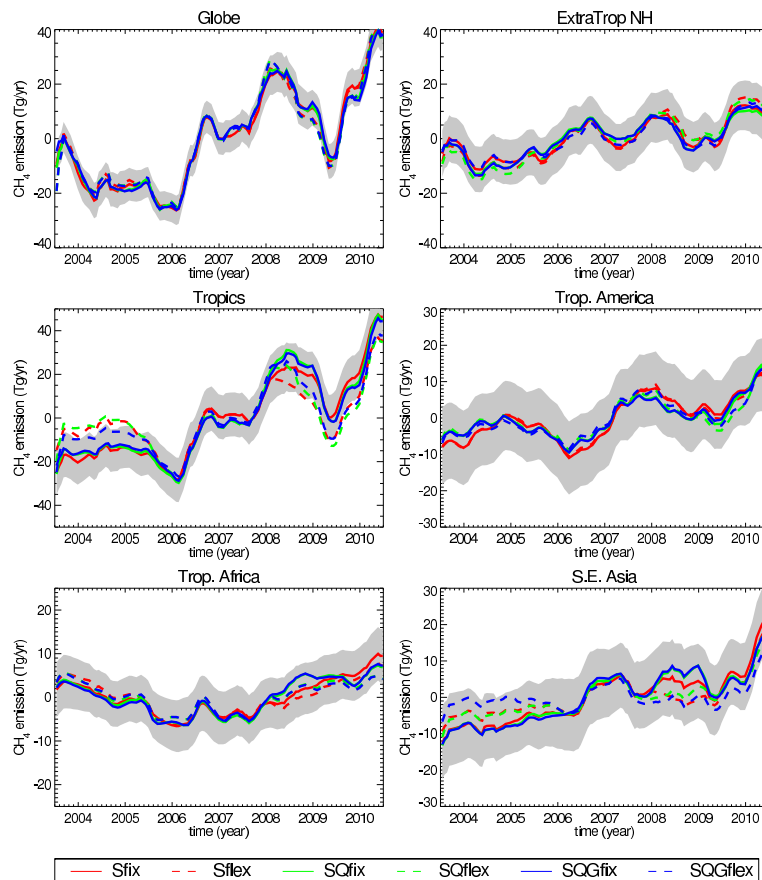 Globe
40
20
0
-20
-40
CH4 emission (Tg/yr)
2004 2005 2006 2007 2008 2009 2010
time (year)
ExtraTrop NH
40
20
0
-20
-40
CH4 emission (Tg/yr)
2004 2005 2006 2007 2008 2009 2010
time (year)
Tropics
40
20
0
-20
-40
CH4 emission (Tg/yr)
2004 2005 2006 2007 2008 2009 2010
time (year)
Trop. America
30
20
10
0
-10
-20
-30
CH4 emission (Tg/yr)
2004 2005 2006 2007 2008 2009 2010
time (year)
Trop. Africa
20
10
0
-10
-20
CH4 emission (Tg/yr)
2004 2005 2006 2007 2008 2009 2010
time (year)
S.E. Asia
30
20
10
0
-10
-20
-30
CH4 emission (Tg/yr)
2004 2005 2006 2007 2008 2009 2010
time (year)
Sfix Sflex SQfix SQflex SQGfix SQGflex